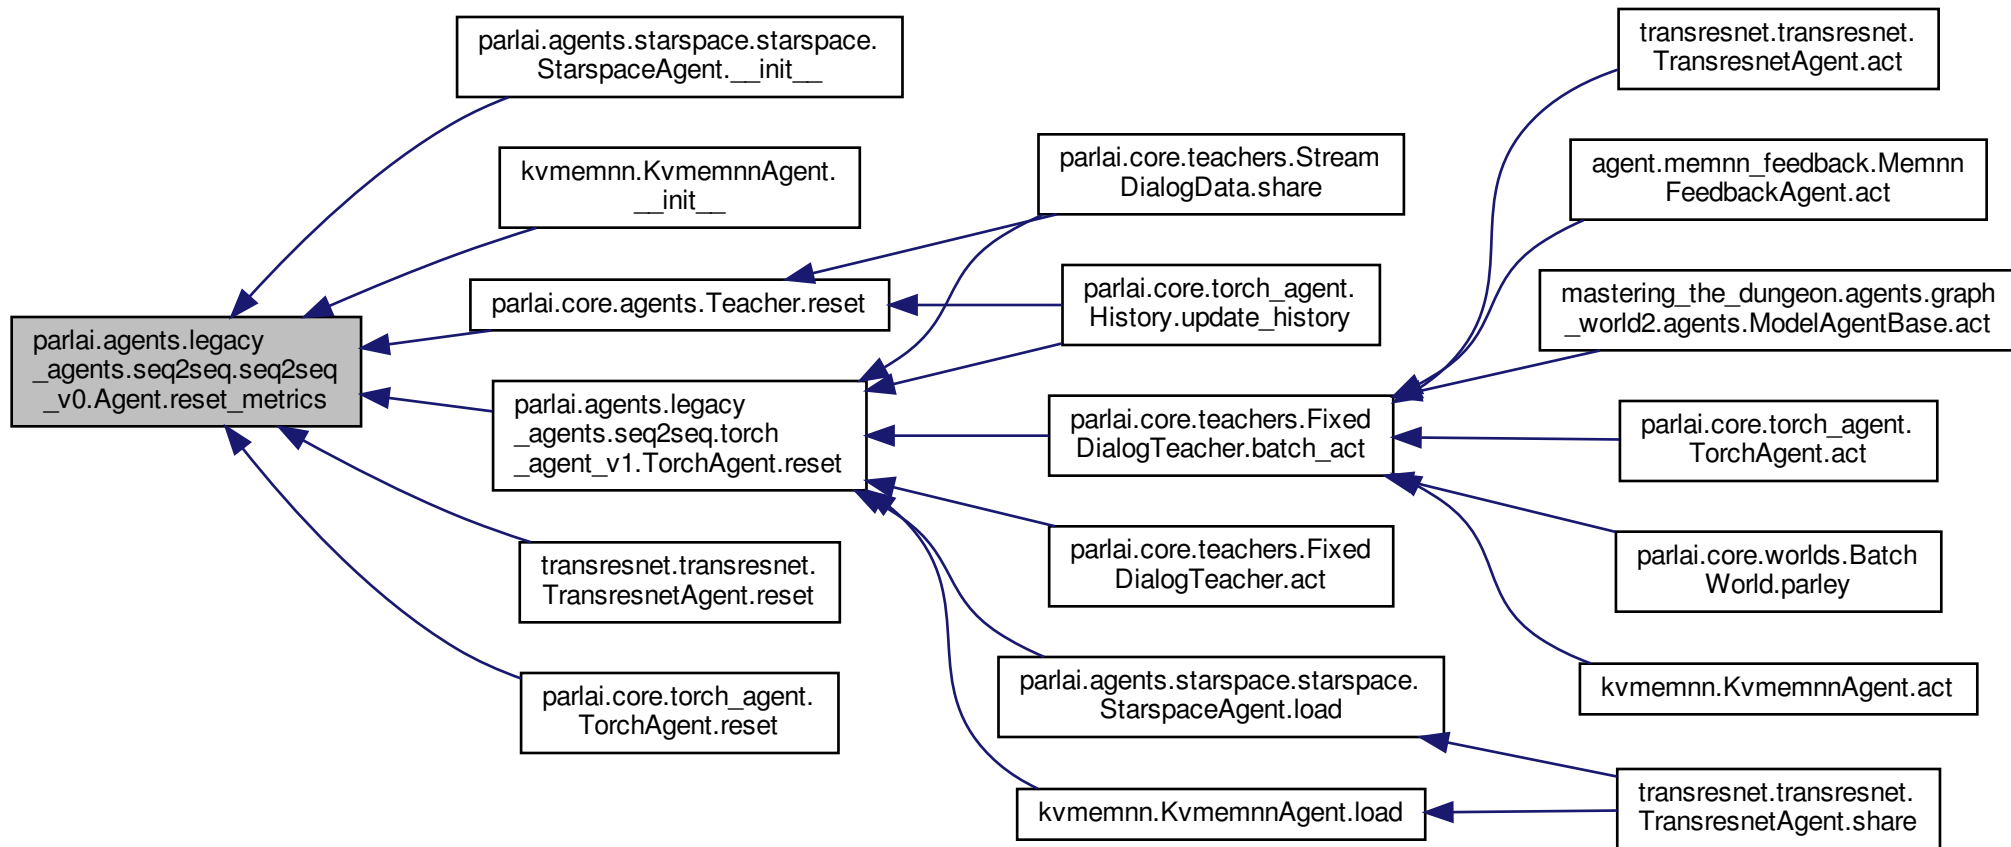 parlai.agents.legacy
_agents.seq2seq.seq2seq
_v0.Agent.reset_metrics
parlai.agents.starspace.starspace.
StarspaceAgent.__init__
kvmemnn.KvmemnnAgent.
__init__
parlai.core.agents.Teacher.reset
parlai.agents.legacy
_agents.seq2seq.torch
_agent_v1.TorchAgent.reset
transresnet.transresnet.
TransresnetAgent.reset
parlai.core.torch_agent.
TorchAgent.reset
parlai.core.teachers.Stream
DialogData.share
parlai.core.torch_agent.
History.update_history
parlai.core.teachers.Fixed
DialogTeacher.batch_act
parlai.core.teachers.Fixed
DialogTeacher.act
parlai.agents.starspace.starspace.
StarspaceAgent.load
kvmemnn.KvmemnnAgent.load
transresnet.transresnet.
TransresnetAgent.act
agent.memnn_feedback.Memnn
FeedbackAgent.act
mastering_the_dungeon.agents.graph
_world2.agents.ModelAgentBase.act
parlai.core.torch_agent.
TorchAgent.act
parlai.core.worlds.Batch
World.parley
kvmemnn.KvmemnnAgent.act
transresnet.transresnet.
TransresnetAgent.share